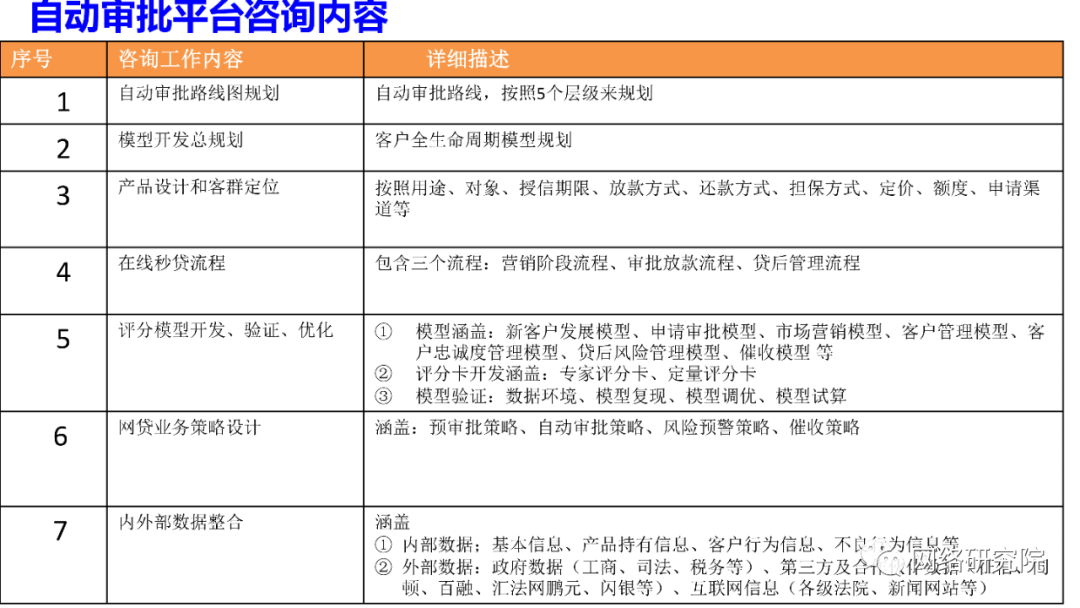 自动审批平台咨询内容
序号 咨询工作内容 详细描述
1 自动审批路线图规划 自动审批路线，按照5个层级来规划
2 模型开发总规划 客户全生命周期模型规划
3 产品设计和客群定位 按照用途、对象、授信期限、放款方式、还款方式、担保方式、定价、额度、申请渠
道等
4 在线秒贷流程 包含三个流程：营销阶段流程、审批放款流程、贷后管理流程
5 评分模型开发、验证、优化 ① 模型涵盖：新客户发展模型、申请审批模型、市场营销模型、客户管理模型、客
户忠诚度管理模型、贷后风险管理模型、催收模型 等
② 评分卡开发涵盖：专家评分卡、定量评分卡
③ 模型验证：数据环境、模型复现、模型调优、模型试算
6 网贷业务策略设计 涵盖：预审批策略、自动审批策略、风险预警策略、催收策略
7 内外部数据整合 涵盖
① 内部数据；基本信息、产品持有信息、客户行为信息、不良行为信息等
② 外部数据：政府数据（工商、司法、税务等）、第三方及合作
顿、百融、汇法网鹏元、闪银等）、互联网信息（各级法院、新闻网站等）
网络研究院